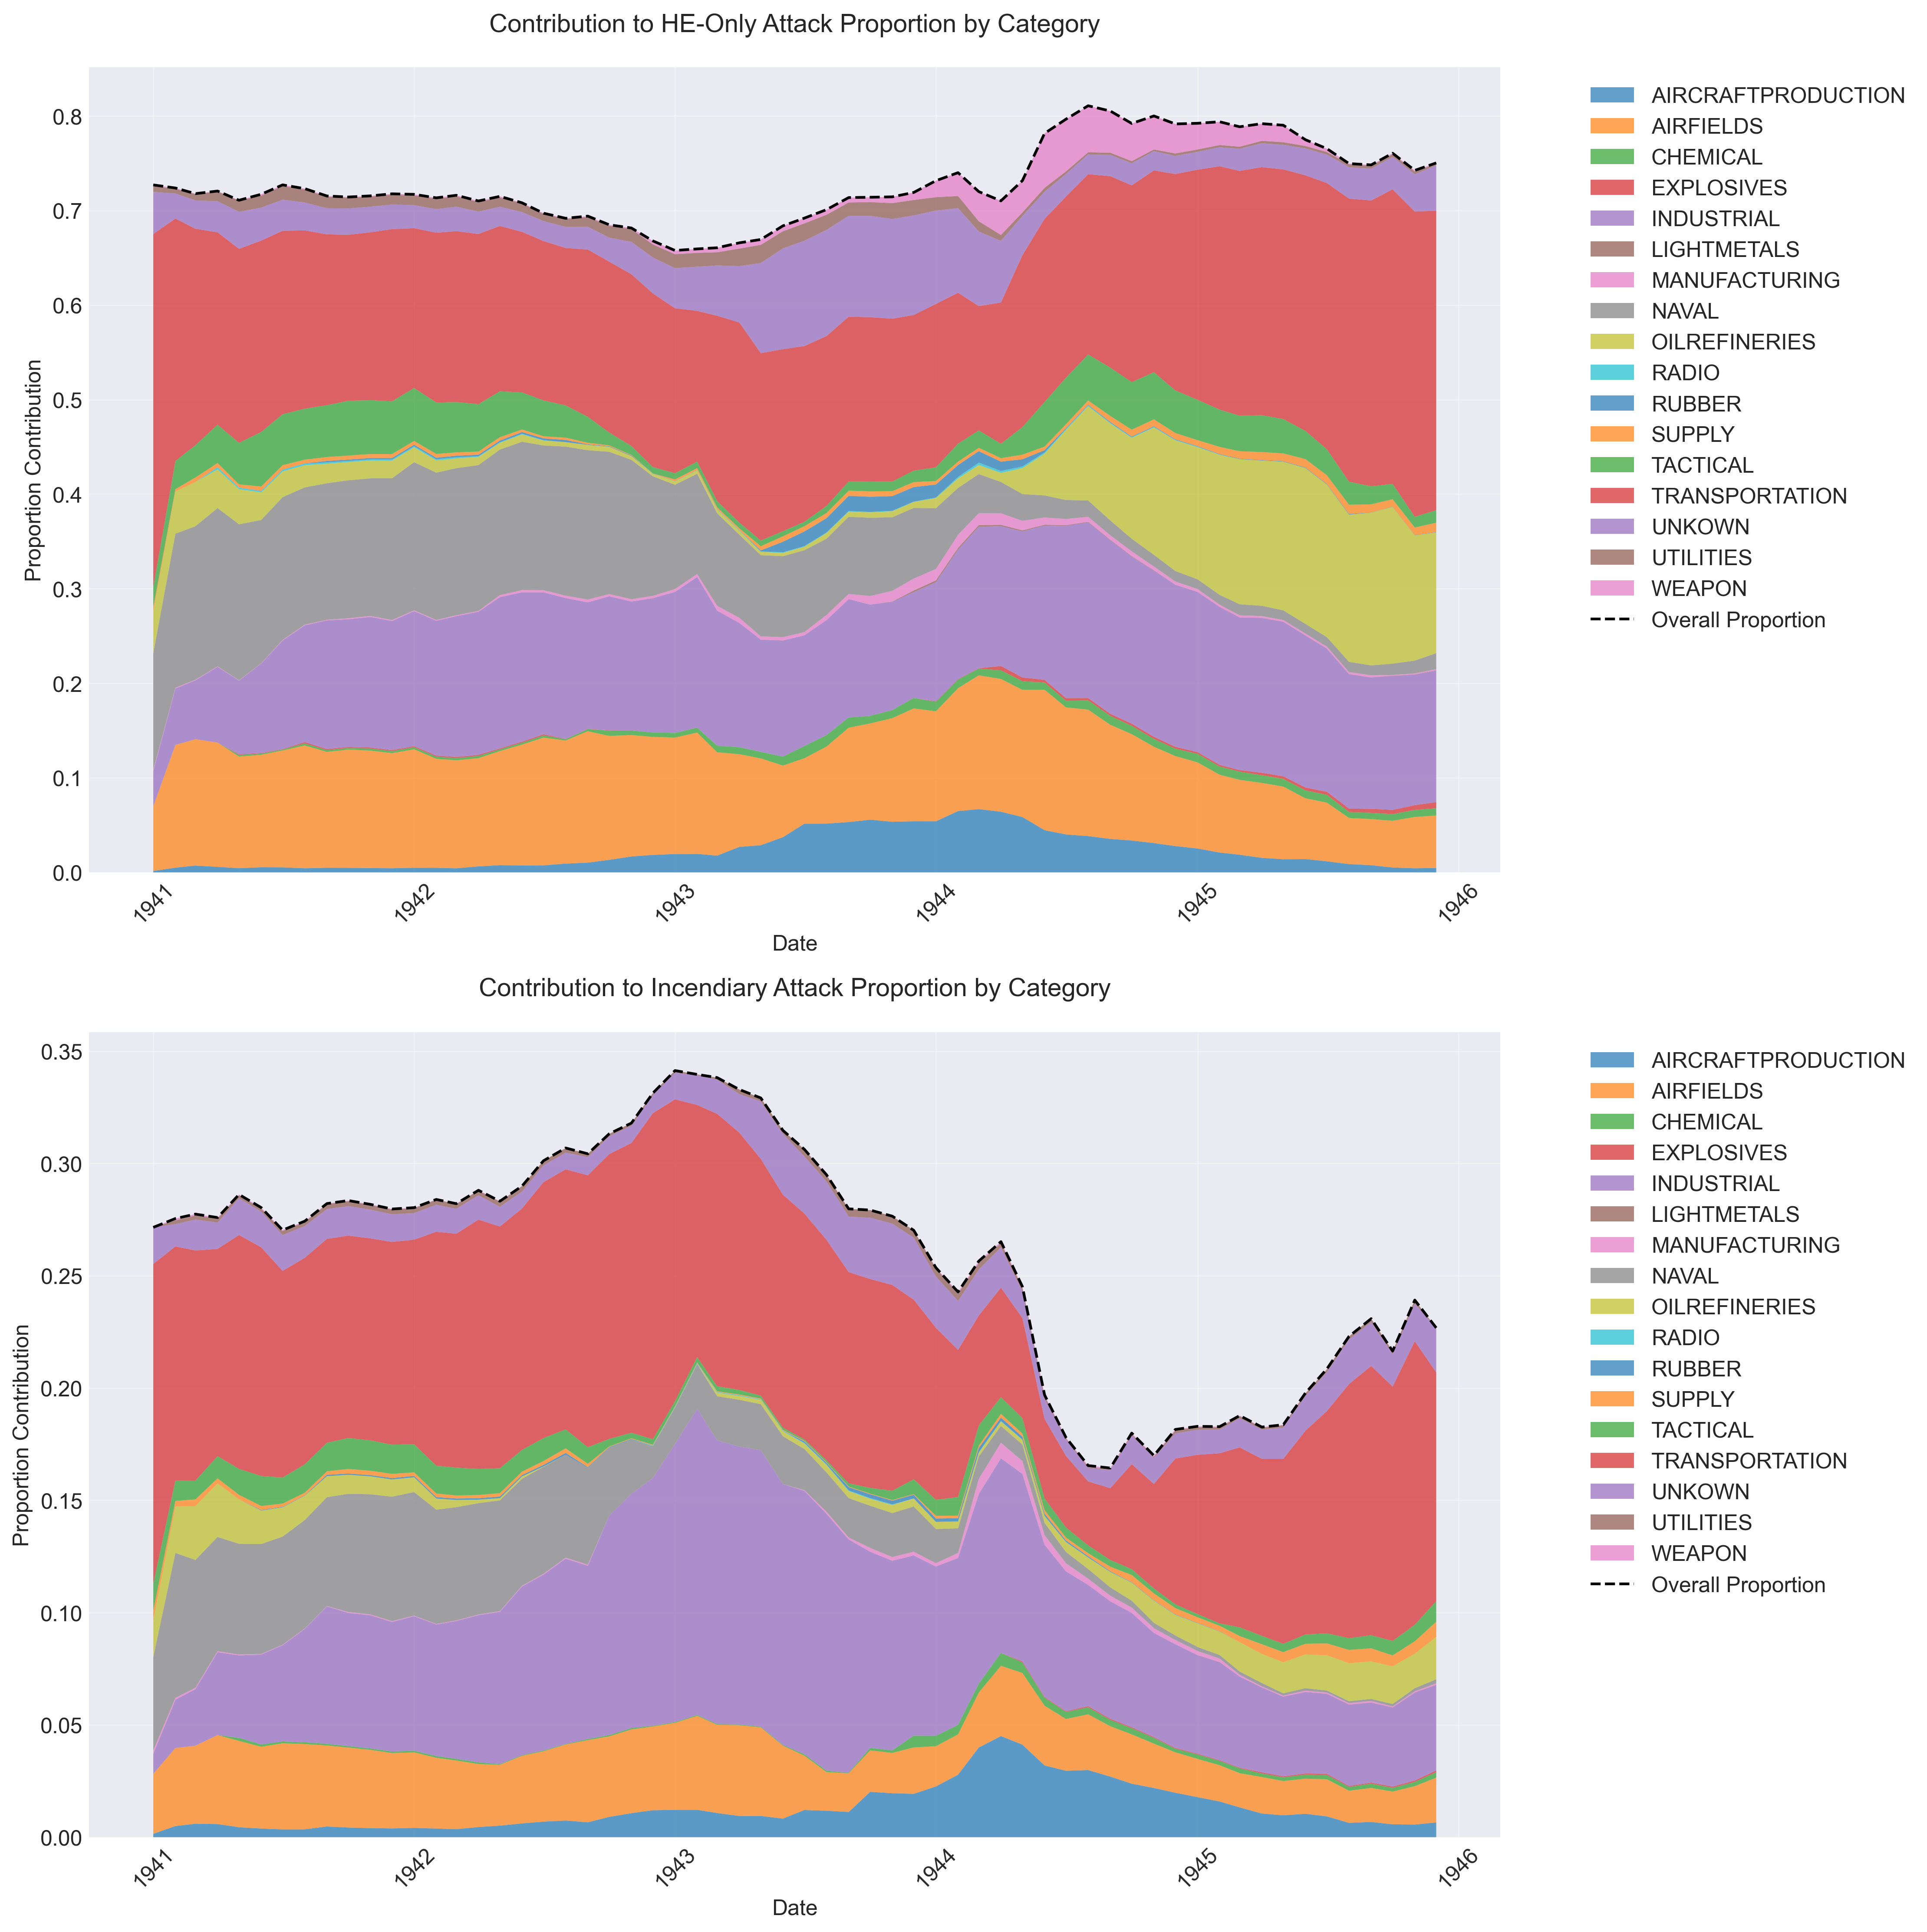 Contribution to HE-Only Attack Proportion by Category
Proportion Contribution
0.8
0.7
0.6
0.5
0.4
0.3
0.2
0.1
0.0
1941
1942
1943
1944
1945
1946
Date
AIRCRAFTPRODUCTION
AIRFIELDS
CHEMICAL
EXPLOSIVES
INDUSTRIAL
LIGHTMETALS
MANUFACTURING
NAVAL
OILREFINERIES
RADIO
RUBBER
SUPPLY
TACTICAL
TRANSPORTATION
UNKOWN
UTILITIES
WEAPON
Overall Proportion
Contribution to Incendiary Attack Proportion by Category
Proportion Contribution
0.35
0.30
0.25
0.20
0.15
0.10
0.05
0.00
1941
1942
1943
1944
1945
1946
Date
AIRCRAFTPRODUCTION
AIRFIELDS
CHEMICAL
EXPLOSIVES
INDUSTRIAL
LIGHTMETALS
MANUFACTURING
NAVAL
OILREFINERIES
RADIO
RUBBER
SUPPLY
TACTICAL
TRANSPORTATION
UNKOWN
UTILITIES
WEAPON
Overall Proportion